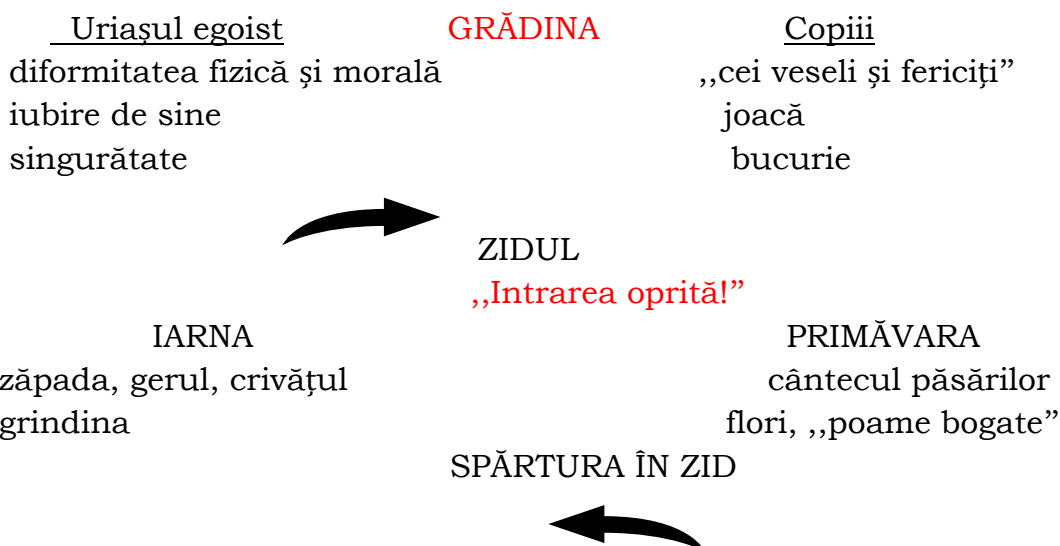 Uriașul egoist GRĂDINA Copiii
diformitatea fizică și morală ,,cei veseli și fericiți”
iubire de sine joacă
singurătate bucurie
ZIDUL
,,Intrarea oprită!”
IARNA PRIMĂVARA
zăpada, gerul, crivățul cântecul păsărilor
grindina flori, ,,poame bogate”
SPĂRTURA ÎN ZID